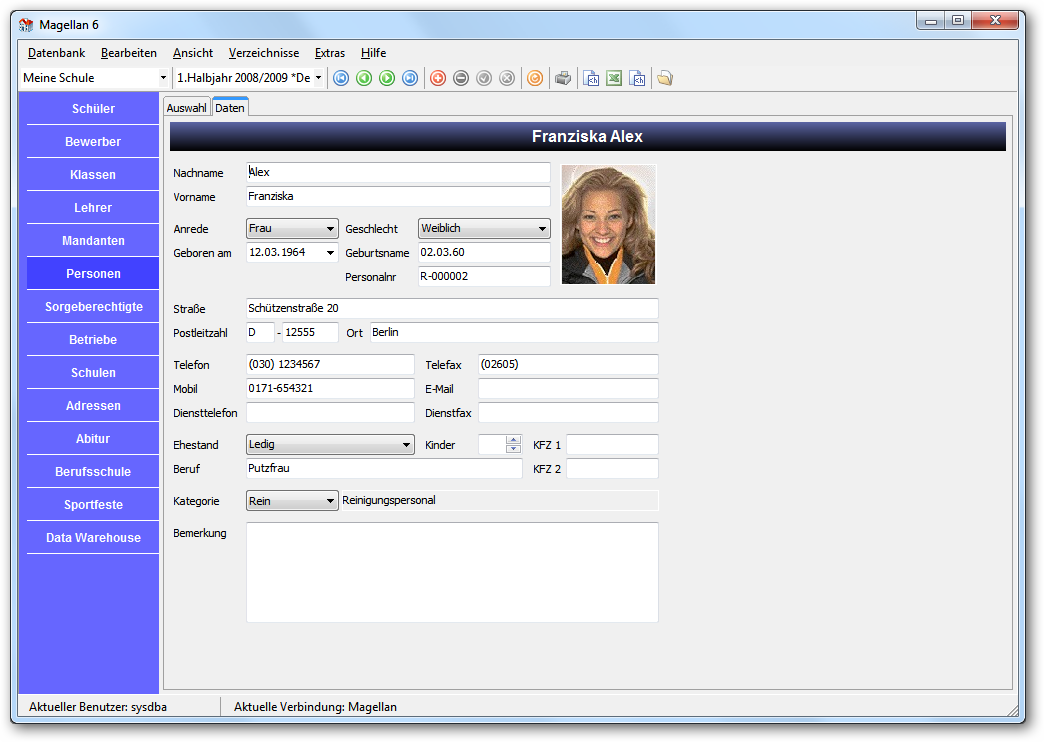 Magellan 6
Datenbank Bearbeiten Ansicht Verzeichnisse Extras Hilfe
Meine Schule 1.Halbjahr 2008/2009 *De
Schüler
Bewerber
Klassen
Lehrer
Mandanten
Personen
Sorgeberechtigte
Betriebe
Schulen
Adressen
Abitur
Berufsschule
Sportfeste
Data Warehouse
Auswahl Daten
Franziska Alex
Nachname Alex
Vorname Franziska
Anrede Frau Geschlecht Weiblich
Geboren am 12.03.1964 Geburtsname 02.03.60
Personalnr R-000002
Straße Schützenstraße 20
Postleitzahl D - 12555 Ort Berlin
Telefon (030) 1234567 Telefax (02605)
Mobil 0171-654321 E-Mail
Diensttelefon Dienstfax
Ehestand Ledig Kinder KFZ 1
Beruf Putzfrau KFZ 2
Kategorie Rein Reinigungspersonal
Bemerkung
Aktueller Benutzer: sysdba Aktuelle Verbindung: Magellan